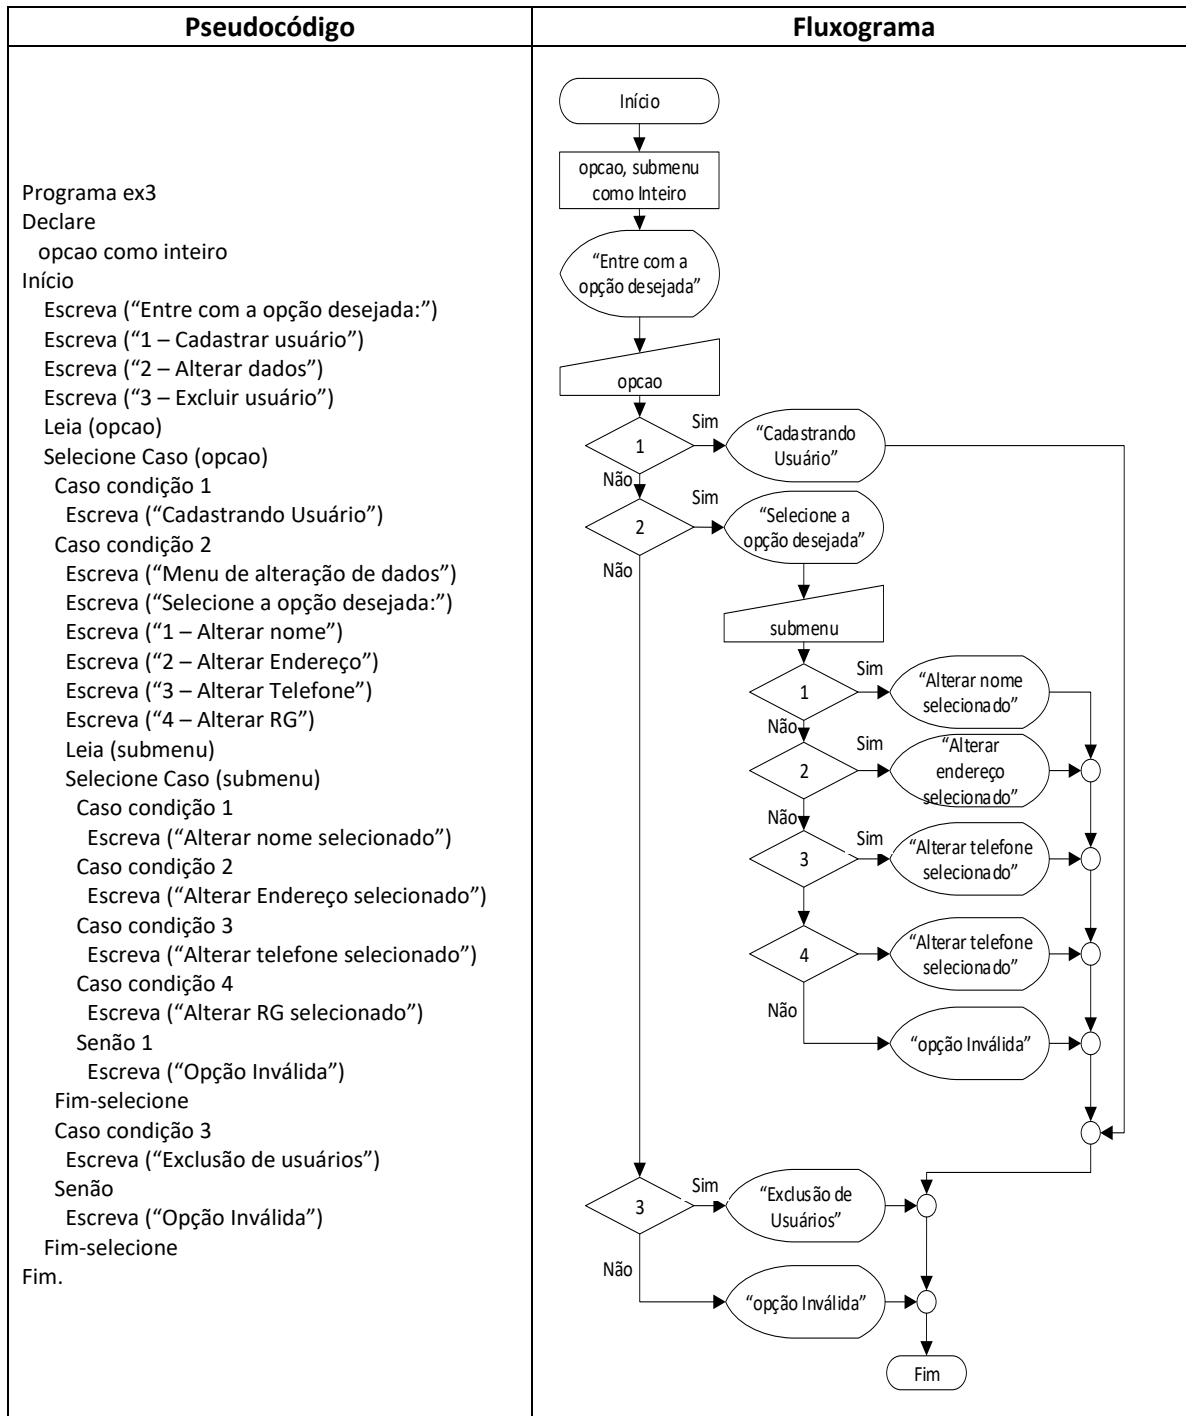 Pseudocódigo
Fluxograma
Programa ex3
Declare
opcao como inteiro
Início
Escreva (“Entre com a opção desejada:”)
Escreva (“1 – Cadastrar usuário”)
Escreva (“2 – Alterar dados”)
Escreva (“3 – Excluir usuário”)
Leia (opcao)
Selecione Caso (opcao)
Caso condição 1
Escreva (“Cadastrando Usuário”)
Caso condição 2
Escreva (“Menu de alteração de dados”)
Escreva (“Selecione a opção desejada:”)
Escreva (“1 – Alterar nome”)
Escreva (“2 – Alterar Endereço”)
Escreva (“3 – Alterar Telefone”)
Escreva (“4 – Alterar RG”)
Leia (submenu)
Selecione Caso (submenu)
Caso condição 1
Escreva (“Alterar nome selecionado”)
Caso condição 2
Escreva (“Alterar Endereço selecionado”)
Caso condição 3
Escreva (“Alterar telefone selecionado”)
Caso condição 4
Escreva (“Alterar RG selecionado”)
Senão 1
Escreva (“Opção Inválida”)
Fim-selecione
Caso condição 3
Escreva (“Exclusão de usuários”)
Senão
Escreva (“Opção Inválida”)
Fim-selecione
Fim.
Início
opcao, submenu
como Inteiro
“Entre com a
opção desejada”
opcao
1
Sim
“Cadastrando
Usuário”
Não
2
Sim
“Selecione a
opção desejada”
Não
submenu
1
Sim
“Alterar nome
selecionado”
Não
2
Sim
“Alterar
endereço
selecionado”
Não
3
Sim
“Alterar telefone
selecionado”
4
“Alterar telefone
selecionado”
Não
“opção Inválida”
3
Sim
“Exclusão de
Usuários”
Não
“opção Inválida”
Fim